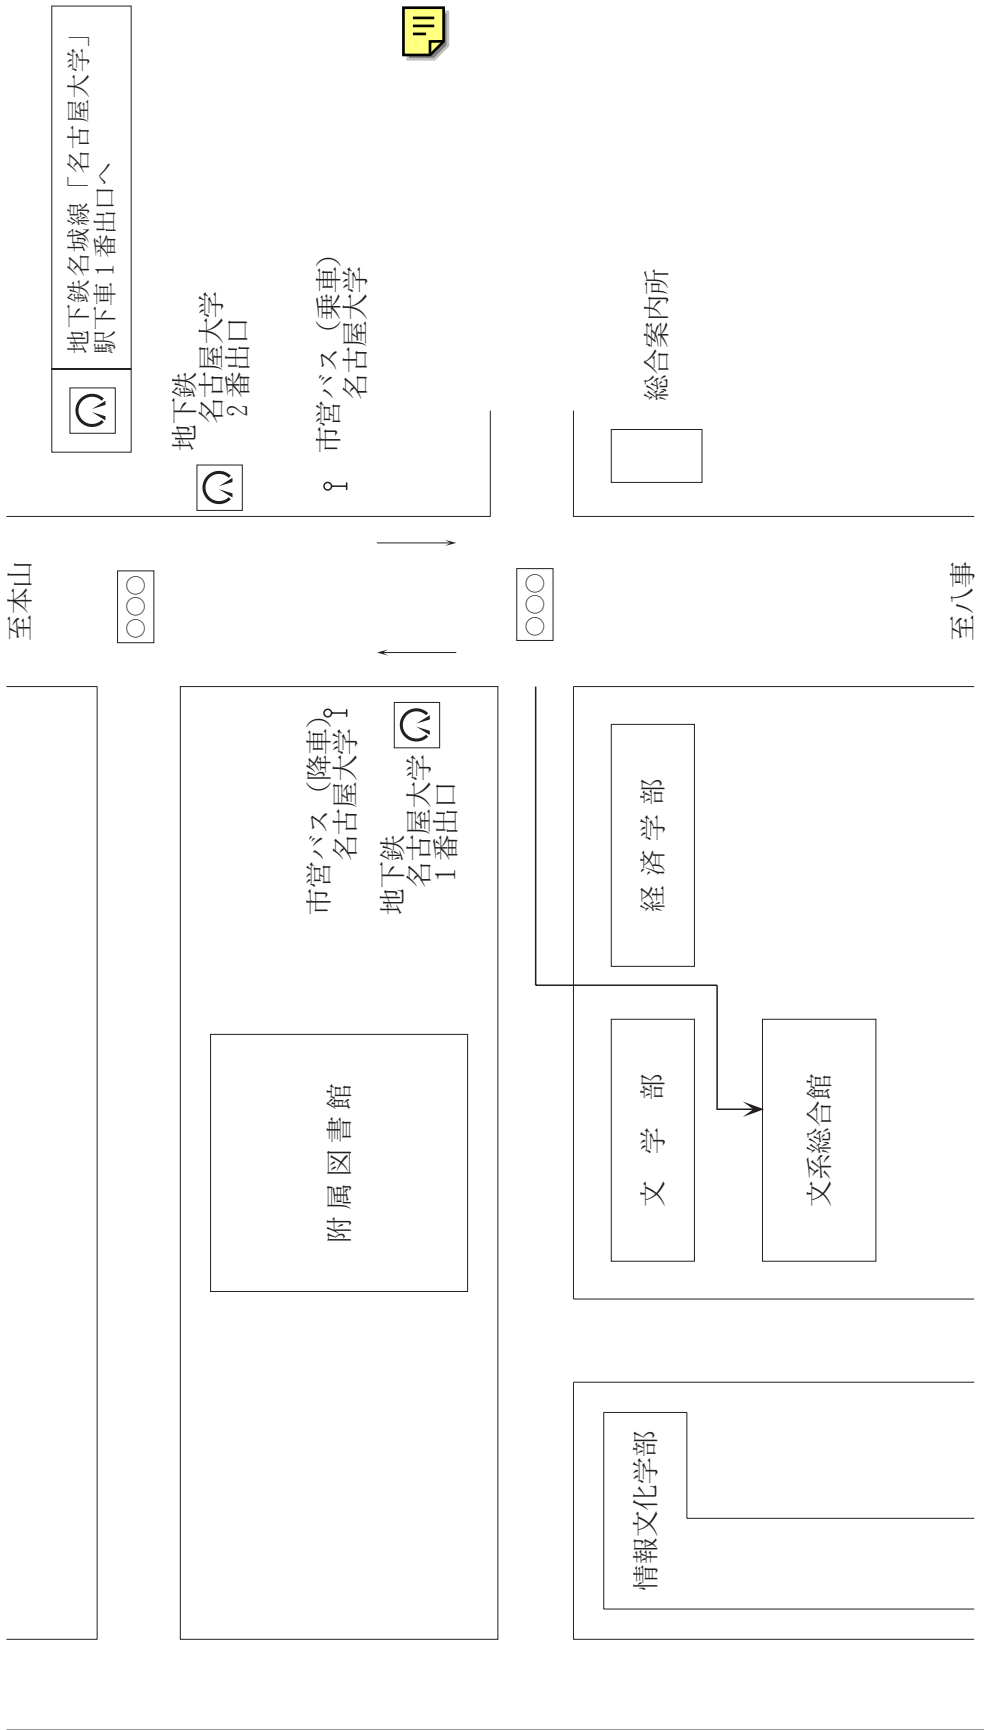 地下鉄名城線「名古屋大学」
駅下車1番出口へ
地下鉄
名古屋大学
2番出口
市営バス（乗車）
名古屋大学
総合案内所
至本山
至八事
市営バス（降車）
名古屋大学
地下鉄
名古屋大学
1番出口
経済学部
附属図書館
文学部
文系総合館
情報文化学部